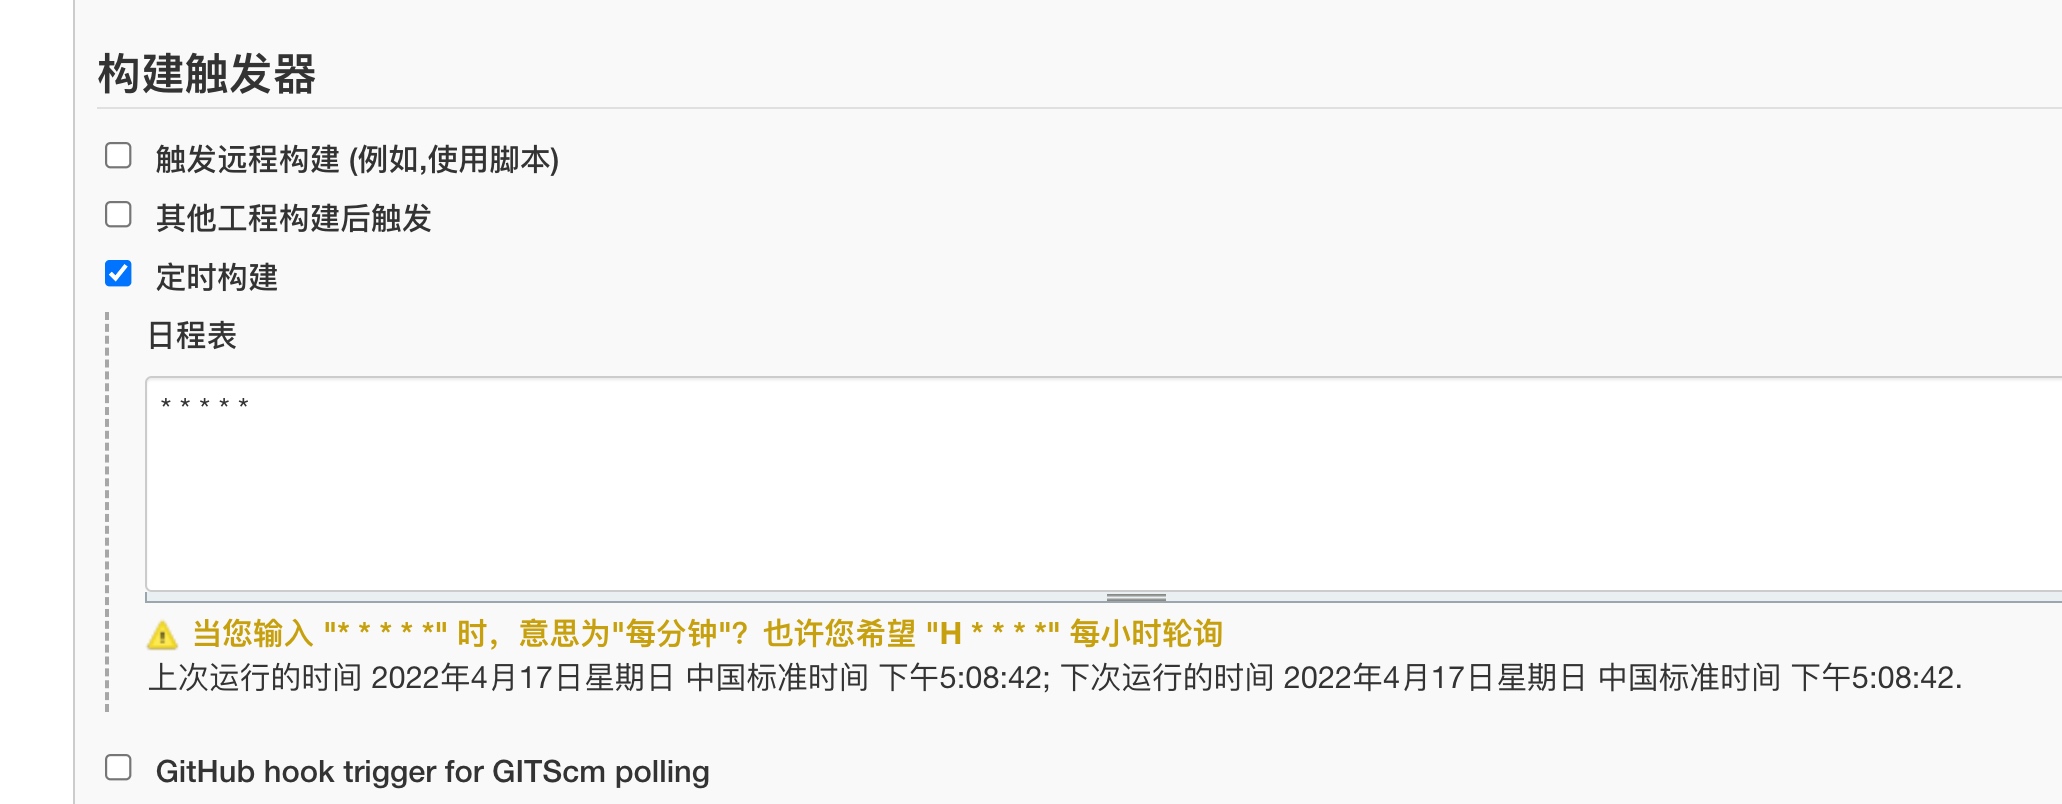 构建触发器
触发远程构建 (例如,使用脚本)
其他工程构建后触发
定时构建
日程表
* * * * *
当您输入 "* * * * *" 时，意思为"每分钟"？也许您希望 "H * * * *" 每小时轮询
上次运行的时间 2022年4月17日星期日 中国标准时间 下午5:08:42; 下次运行的时间 2022年4月17日星期日 中国标准时间 下午5:08:42.
GitHub hook trigger for GITScm polling